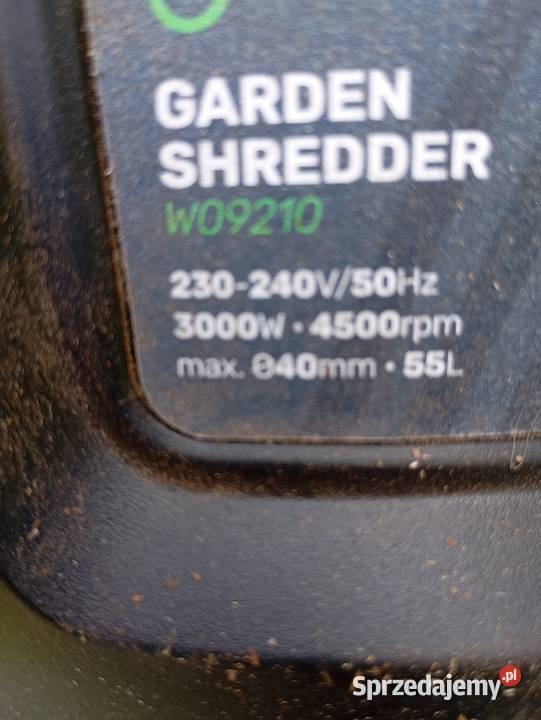 GARDEN
SHREDDER
W09210
230-240V/50Hz
3000W • 4500rpm
max. Ø40mm • 55L
Sprzedajemy.pl